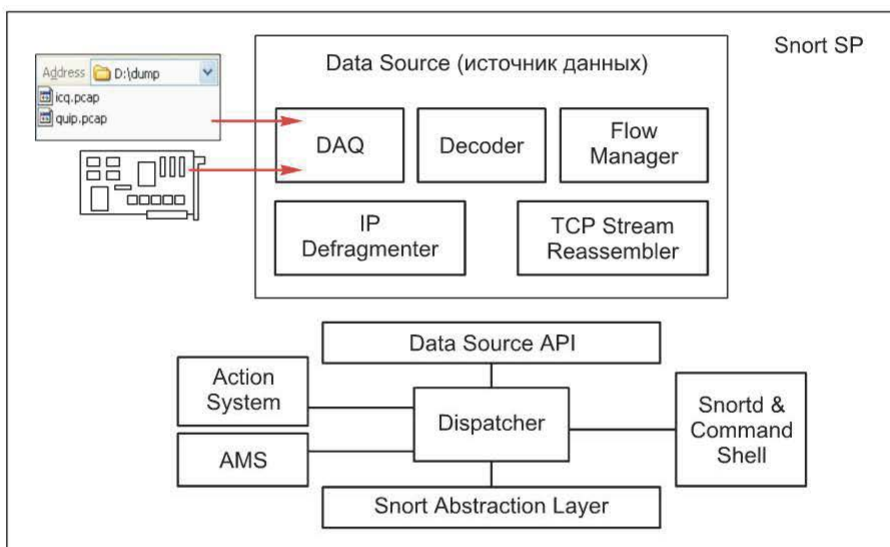 Snort SP
Data Source (источник данных)
Address D:\dump
icq.pcap
quip.pcap
DAQ
Decoder
Flow
Manager
IP
Defragmenter
TCP Stream
Reassembler
Data Source API
Action
System
Dispatcher
Snortd &
Command
Shell
AMS
Snort Abstraction Layer